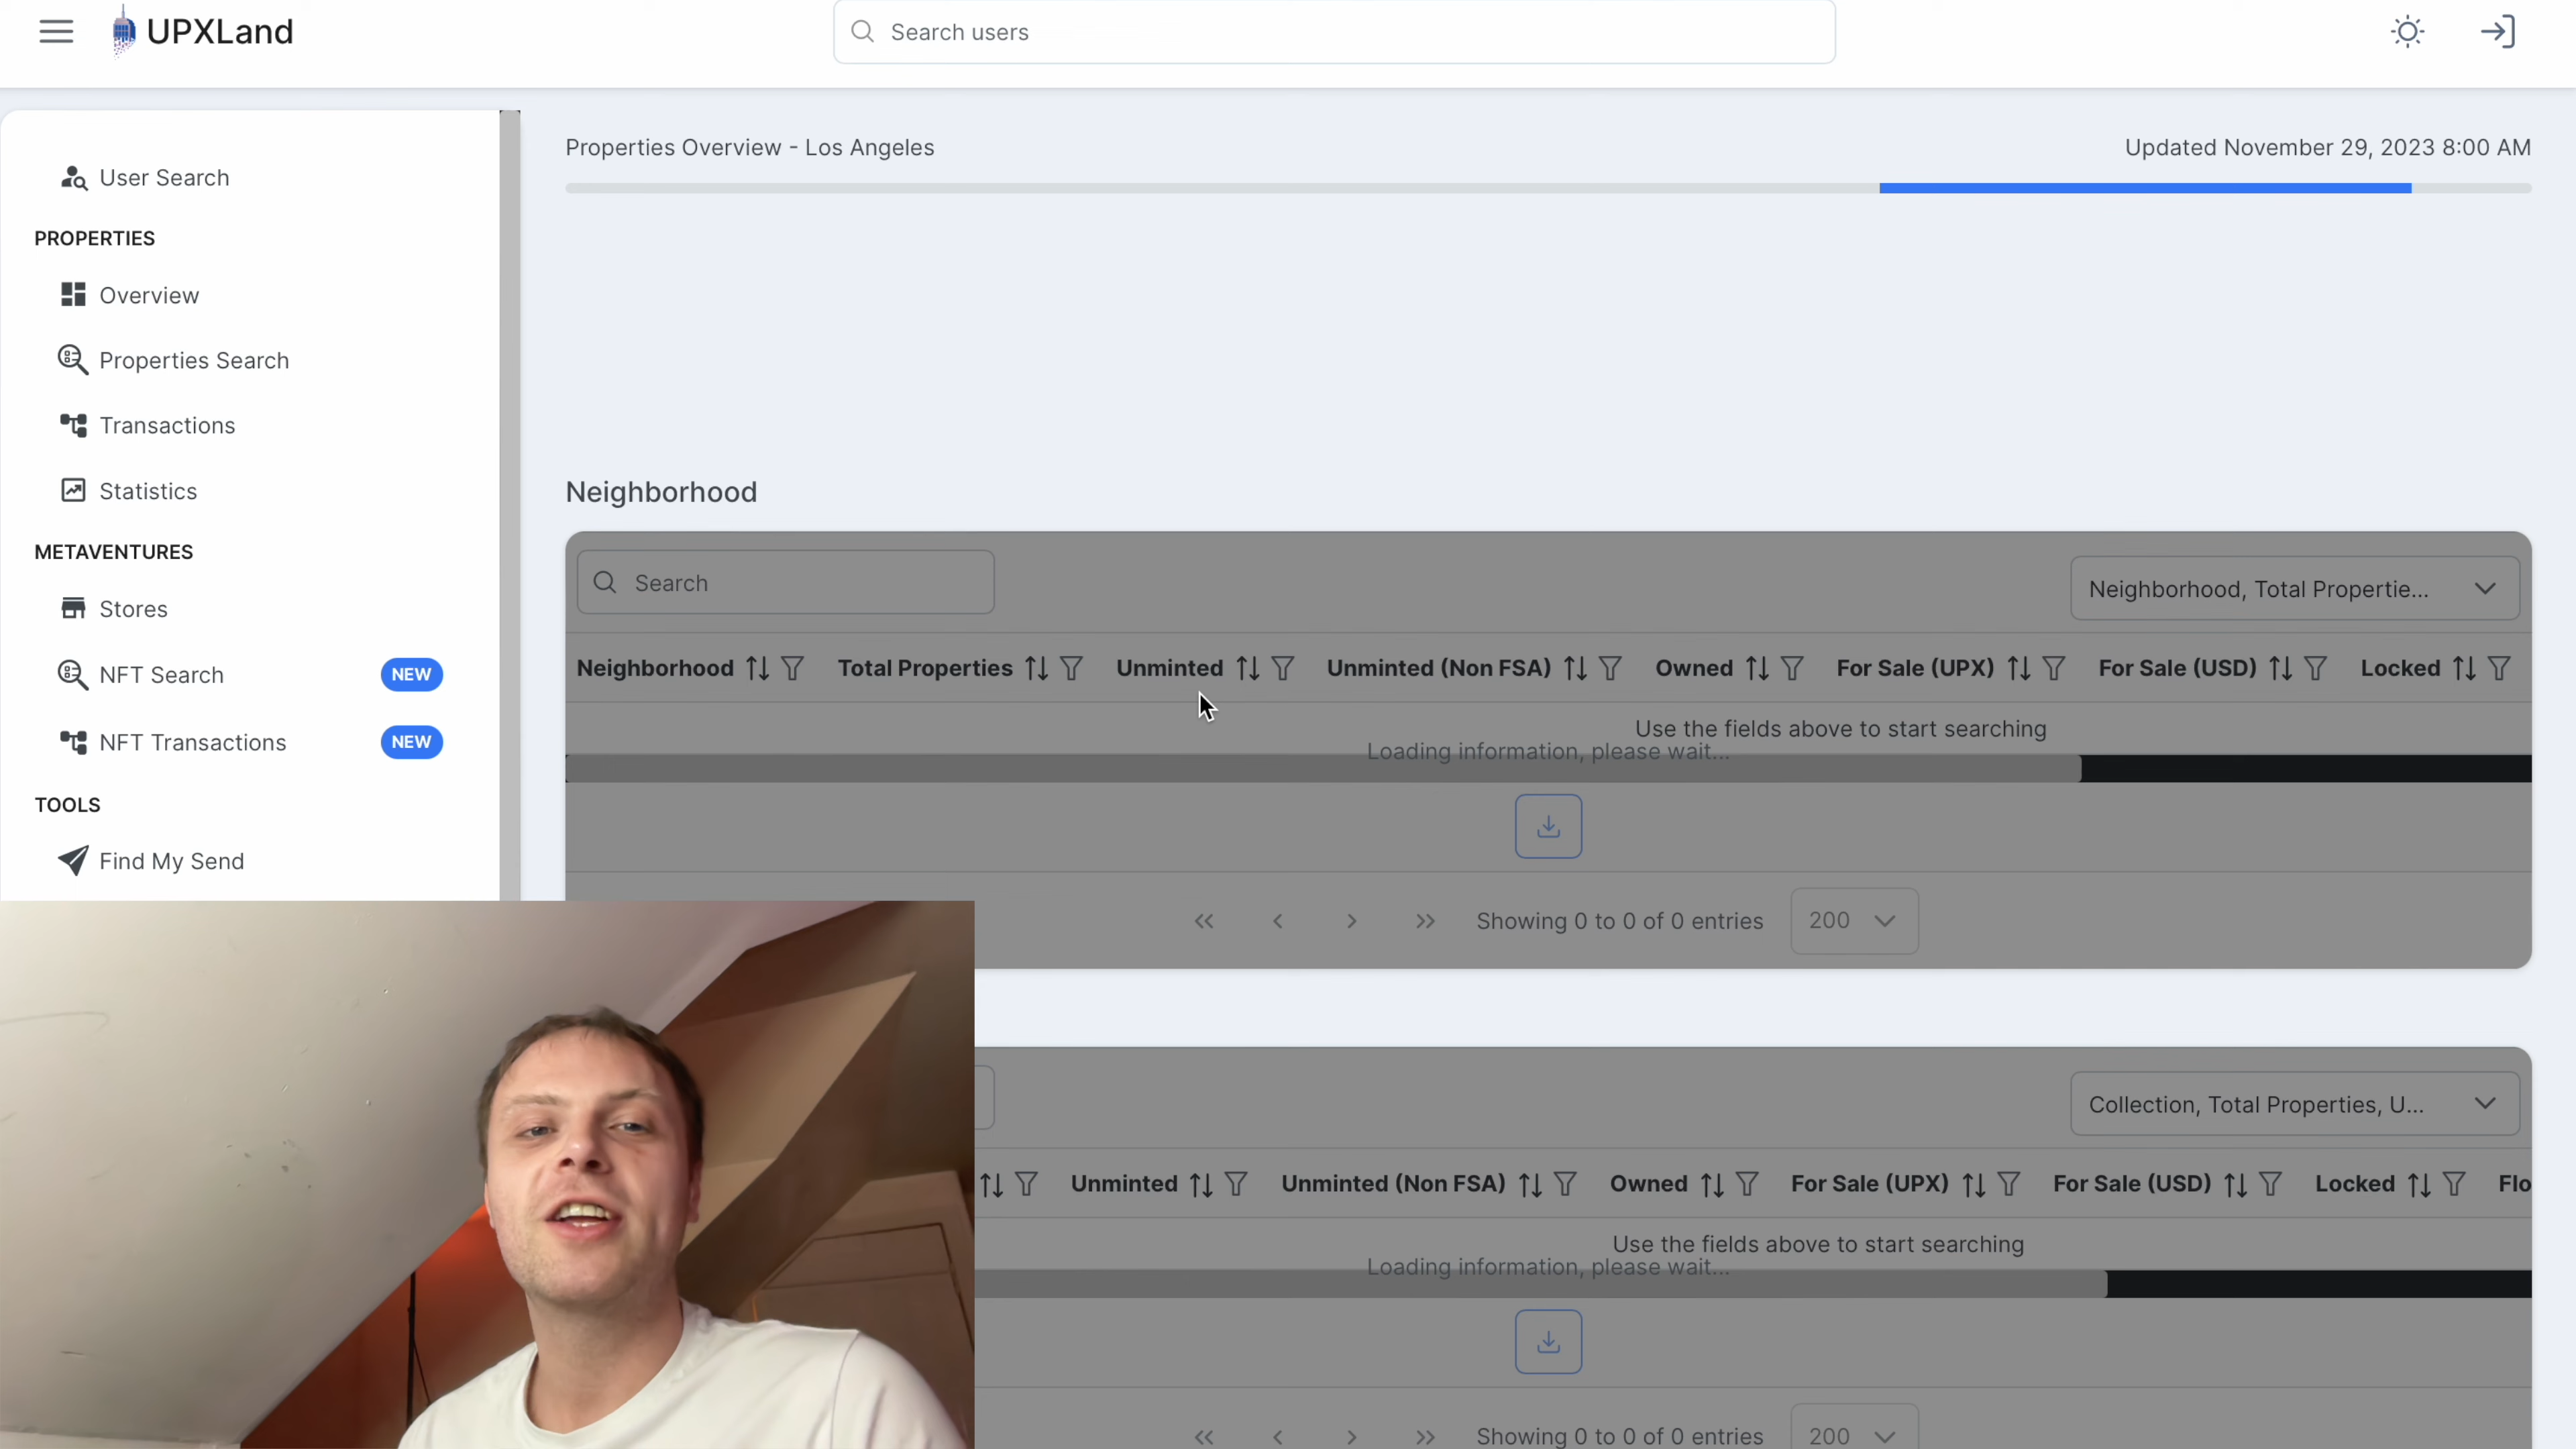 UPXLand
Search users
Properties Overview - Los Angeles
Updated November 29, 2023 8:00 AM
User Search
PROPERTIES
Overview
Properties Search
Transactions
Statistics
METAVENTURES
Stores
NFT Search NEW
NFT Transactions NEW
TOOLS
Find My Send
Neighborhood
Search
Neighborhood, Total Propertie...
Neighborhood Total Properties Unminted Unminted (Non FSA) Owned For Sale (UPX) For Sale (USD) Locked
Use the fields above to start searching
Loading information, please wait...
Showing 0 to 0 of 0 entries 200
Collection, Total Properties, U...
Unminted Unminted (Non FSA) Owned For Sale (UPX) For Sale (USD) Locked Flo
Use the fields above to start searching
Loading information, please wait...
Showing 0 to 0 of 0 entries 200